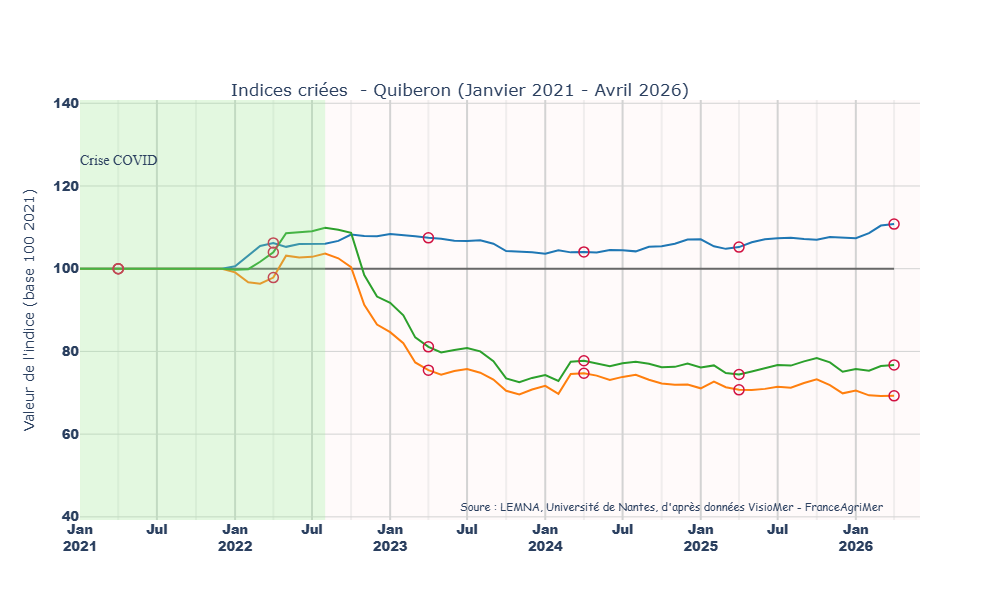 Indices criées  - Quiberon (Janvier 2021 - Avril 2026)
Valeur de l'indice (base 100 2021)
140
120
100
80
60
40
Crise COVID
Soure : LEMNA, Université de Nantes, d'après données VisioMer - FranceAgriMer
Jan Jul Jan Jul Jan Jul Jan Jul Jan Jul Jan
2021 2022 2023 2024 2025 2026